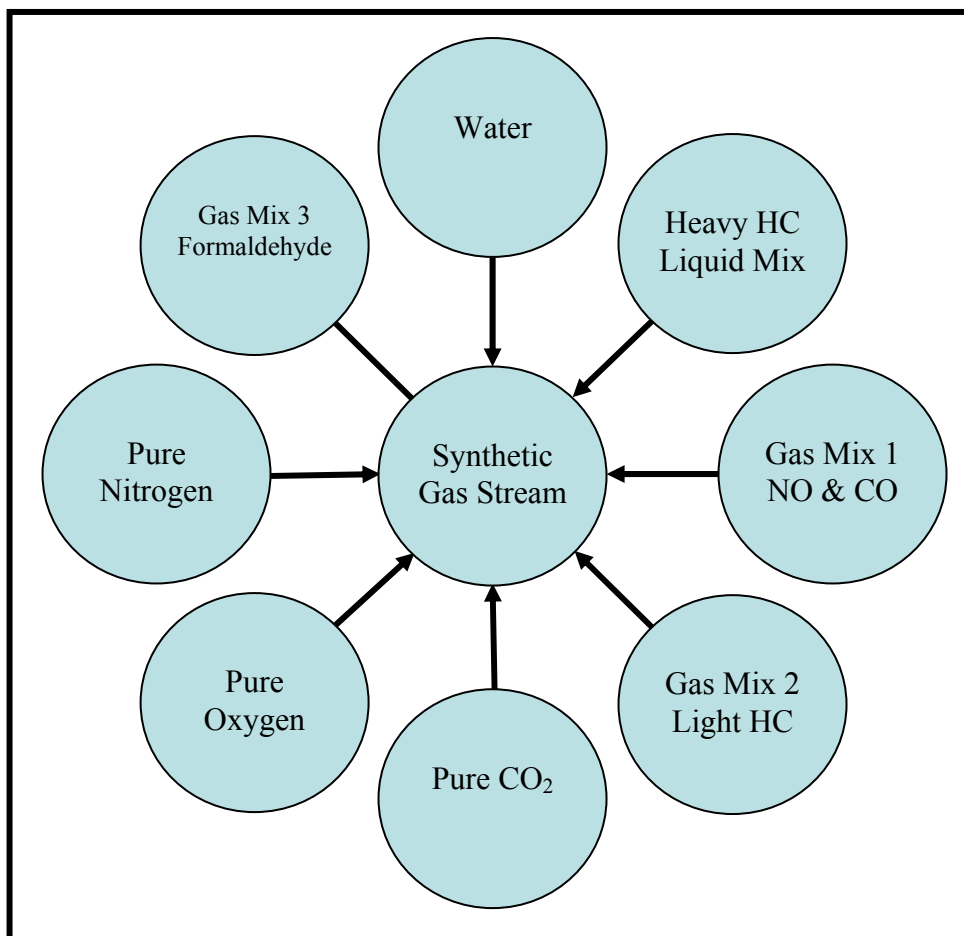 Water
Heavy HC
Liquid Mix
Gas Mix 3
Formaldehyde
Pure
Nitrogen
Synthetic
Gas Stream
Gas Mix 1
NO & CO
Pure
Oxygen
Gas Mix 2
Light HC
Pure CO₂